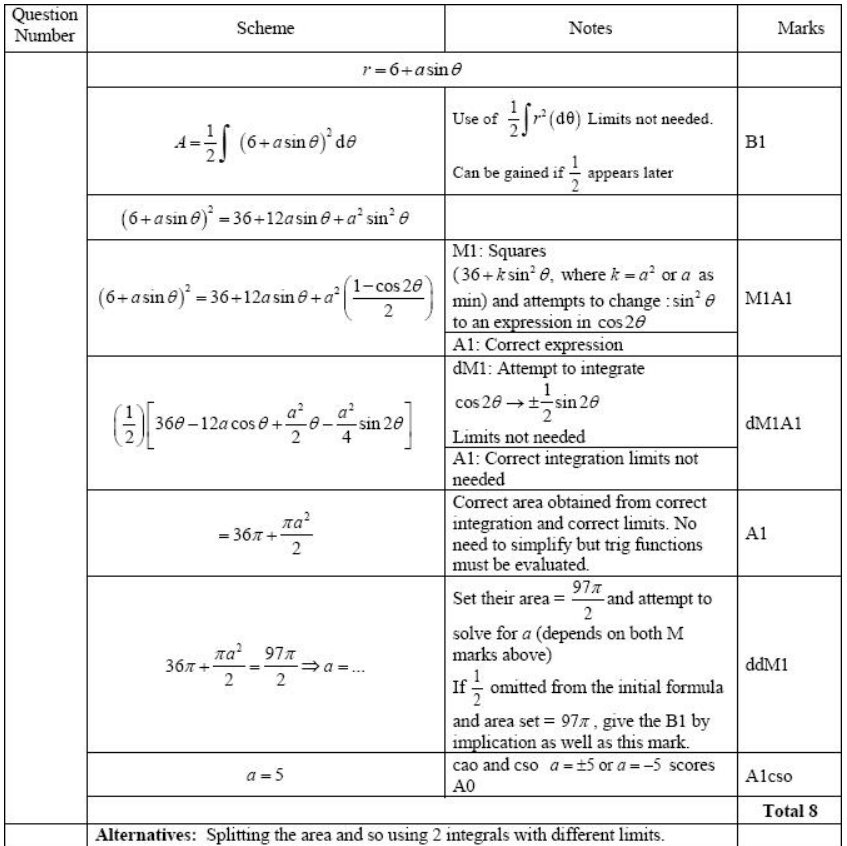 Question Number
Scheme
Notes
Marks
r = 6 + a sin θ
A = 1/2 ∫ (6 + a sin θ)² dθ
Use of 1/2 ∫ r² (dθ) Limits not needed.
Can be gained if 1/2 appears later
B1
(6 + a sin θ)² = 36 + 12a sin θ + a² sin² θ
(6 + a sin θ)² = 36 + 12a sin θ + a² ((1 − cos 2θ)/2)
M1: Squares
(36 + k sin² θ, where k = a² or a as
min) and attempts to change : sin² θ
to an expression in cos 2θ
M1A1
A1: Correct expression
(1/2)[36θ − 12a cos θ + a²/2 θ − a²/4 sin 2θ]
dM1: Attempt to integrate
cos 2θ → ± 1/2 sin 2θ
Limits not needed
dM1A1
A1: Correct integration limits not
needed
= 36π + πa²/2
Correct area obtained from correct
integration and correct limits. No
need to simplify but trig functions
must be evaluated.
A1
36π + πa²/2 = 97π/2 ⇒ a = ...
Set their area = 97π/2 and attempt to
solve for a (depends on both M
marks above)
If 1/2 omitted from the initial formula
and area set = 97π, give the B1 by
implication as well as this mark.
ddM1
a = 5
cao and cso a = ±5 or a = −5 scores
A0
A1cso
Total 8
Alternatives: Splitting the area and so using 2 integrals with different limits.